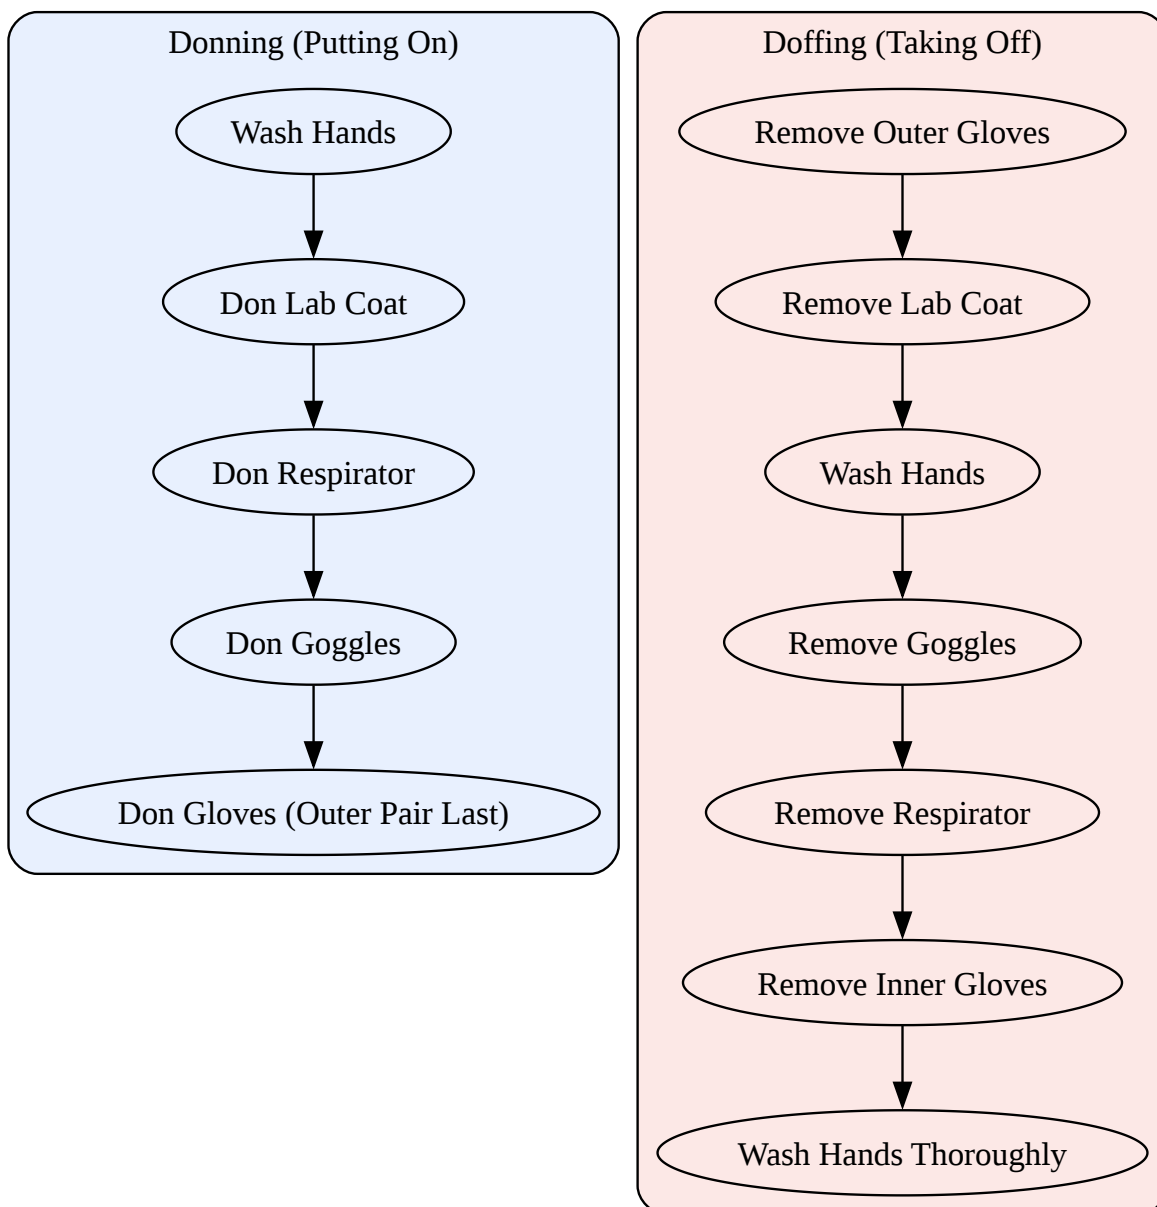 Donning (Putting On)
Wash Hands
Don Lab Coat
Don Respirator
Don Goggles
Don Gloves (Outer Pair Last)
Doffing (Taking Off)
Remove Outer Gloves
Remove Lab Coat
Wash Hands
Remove Goggles
Remove Respirator
Remove Inner Gloves
Wash Hands Thoroughly